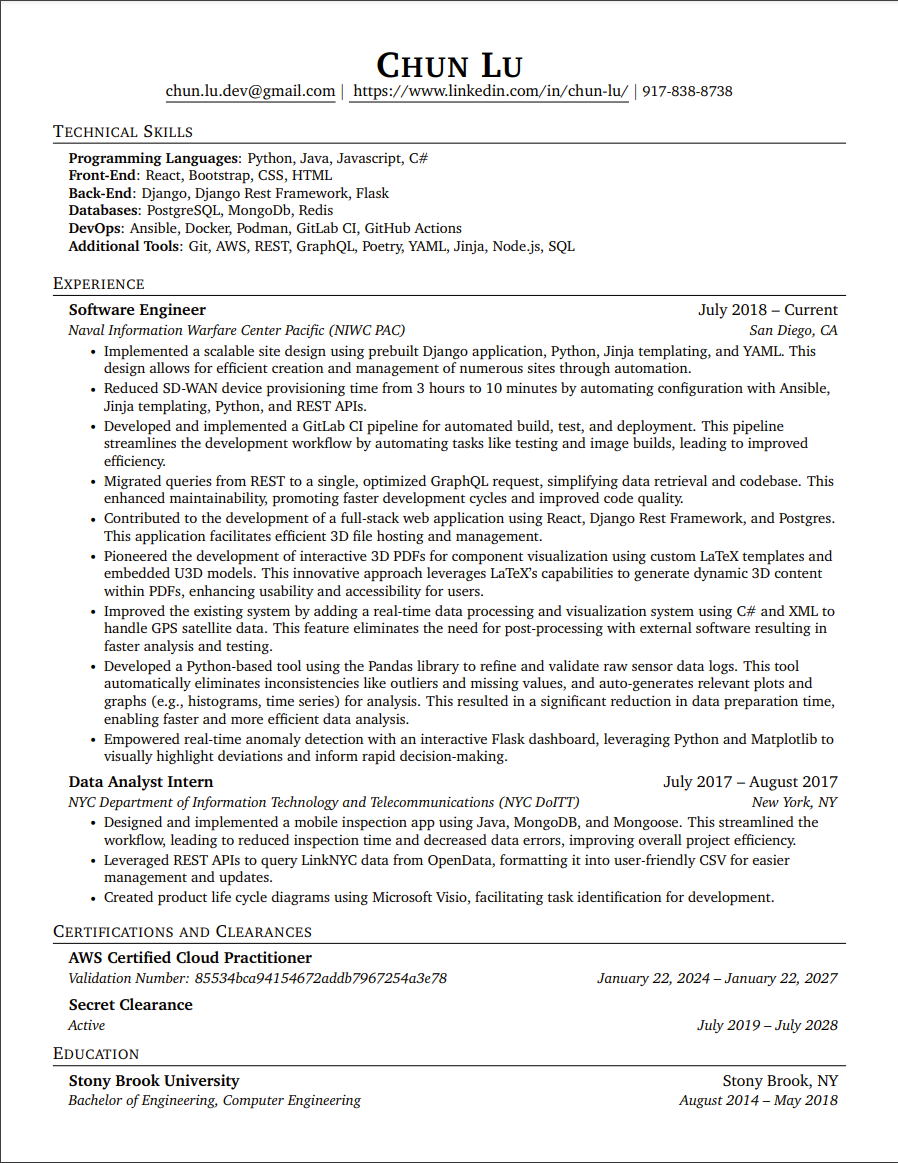 Chun Lu
chun.lu.dev@gmail.com | https://www.linkedin.com/in/chun-lu/ | 917-838-8738
Technical Skills
Programming Languages: Python, Java, Javascript, C#
Front-End: React, Bootstrap, CSS, HTML
Back-End: Django, Django Rest Framework, Flask
Databases: PostgreSQL, MongoDb, Redis
DevOps: Ansible, Docker, Podman, GitLab CI, GitHub Actions
Additional Tools: Git, AWS, REST, GraphQL, Poetry, YAML, Jinja, Node.js, SQL
Experience
Software Engineer July 2018 – Current
Naval Information Warfare Center Pacific (NIWC PAC) San Diego, CA
• Implemented a scalable site design using prebuilt Django application, Python, Jinja templating, and YAML. This
design allows for efficient creation and management of numerous sites through automation.
• Reduced SD-WAN device provisioning time from 3 hours to 10 minutes by automating configuration with Ansible,
Jinja templating, Python, and REST APIs.
• Developed and implemented a GitLab CI pipeline for automated build, test, and deployment. This pipeline
streamlines the development workflow by automating tasks like testing and image builds, leading to improved
efficiency.
• Migrated queries from REST to a single, optimized GraphQL request, simplifying data retrieval and codebase. This
enhanced maintainability, promoting faster development cycles and improved code quality.
• Contributed to the development of a full-stack web application using React, Django Rest Framework, and Postgres.
This application facilitates efficient 3D file hosting and management.
• Pioneered the development of interactive 3D PDFs for component visualization using custom LaTeX templates and
embedded U3D models. This innovative approach leverages LaTeX's capabilities to generate dynamic 3D content
within PDFs, enhancing usability and accessibility for users.
• Improved the existing system by adding a real-time data processing and visualization system using C# and XML to
handle GPS satellite data. This feature eliminates the need for post-processing with external software resulting in
faster analysis and testing.
• Developed a Python-based tool using the Pandas library to refine and validate raw sensor data logs. This tool
automatically eliminates inconsistencies like outliers and missing values, and auto-generates relevant plots and
graphs (e.g., histograms, time series) for analysis. This resulted in a significant reduction in data preparation time,
enabling faster and more efficient data analysis.
• Empowered real-time anomaly detection with an interactive Flask dashboard, leveraging Python and Matplotlib to
visually highlight deviations and inform rapid decision-making.
Data Analyst Intern July 2017 – August 2017
NYC Department of Information Technology and Telecommunications (NYC DoITT) New York, NY
• Designed and implemented a mobile inspection app using Java, MongoDB, and Mongoose. This streamlined the
workflow, leading to reduced inspection time and decreased data errors, improving overall project efficiency.
• Leveraged REST APIs to query LinkNYC data from OpenData, formatting it into user-friendly CSV for easier
management and updates.
• Created product life cycle diagrams using Microsoft Visio, facilitating task identification for development.
Certifications and Clearances
AWS Certified Cloud Practitioner
Validation Number: 85534bca94154672addb7967254a3e78 January 22, 2024 – January 22, 2027
Secret Clearance
Active July 2019 – July 2028
Education
Stony Brook University Stony Brook, NY
Bachelor of Engineering, Computer Engineering August 2014 – May 2018